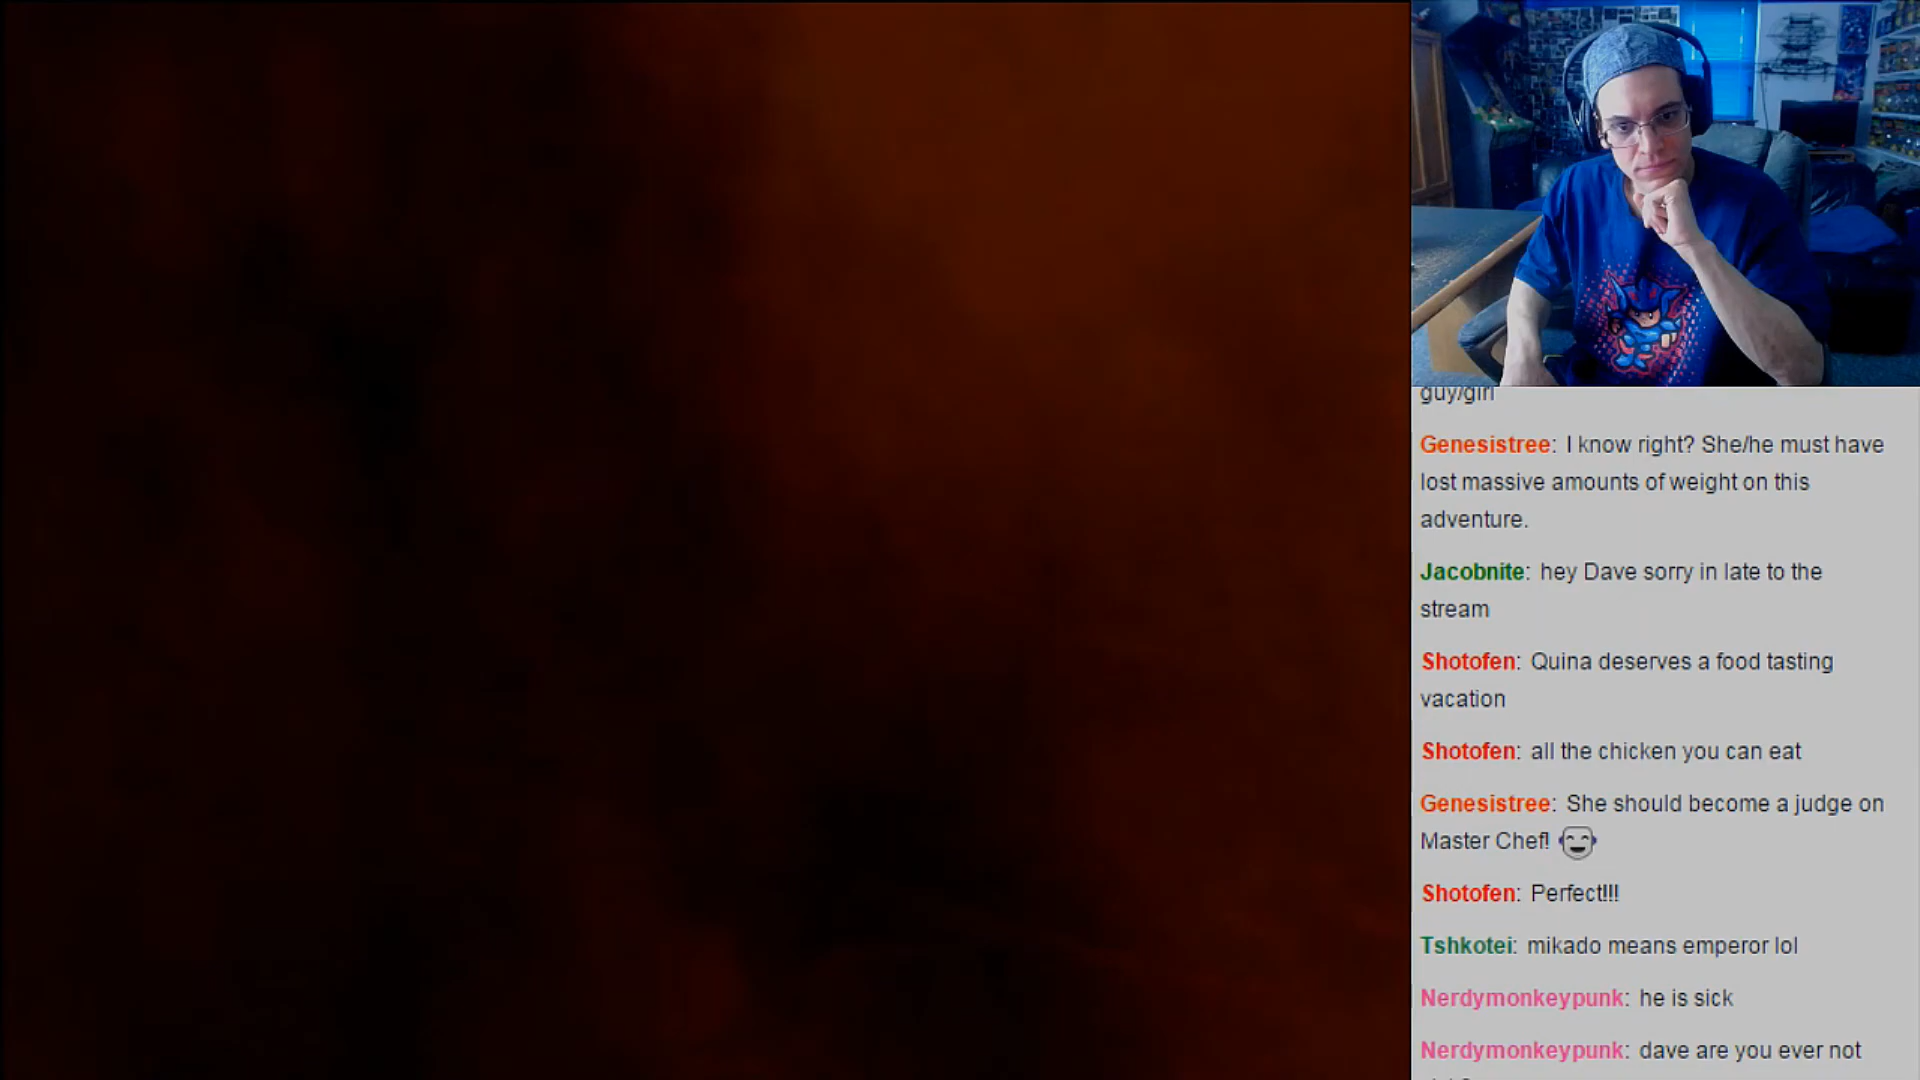 guy/girl
Genesistree: I know right? She/he must have
lost massive amounts of weight on this
adventure.
Jacobnite: hey Dave sorry in late to the
stream
Shotofen: Quina deserves a food tasting
vacation
Shotofen: all the chicken you can eat
Genesistree: She should become a judge on
Master Chef!
Shotofen: Perfect!!!
Tshkotei: mikado means emperor lol
Nerdymonkeypunk: he is sick
Nerdymonkeypunk: dave are you ever not